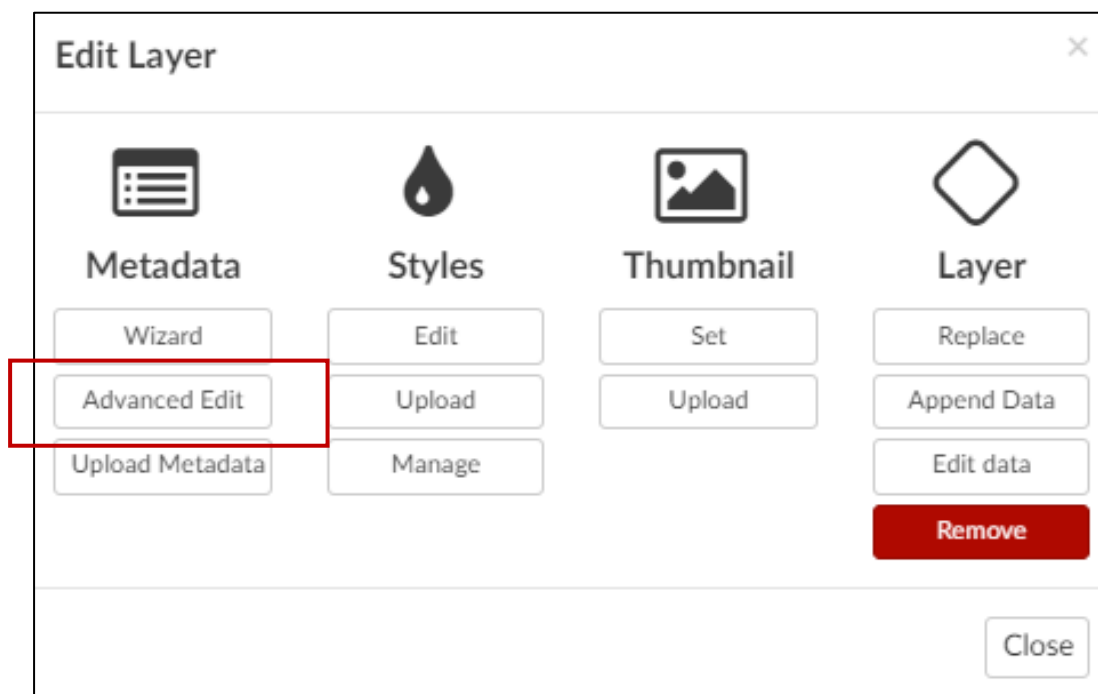 Edit Layer ×
Metadata Styles Thumbnail Layer
Wizard Edit Set Replace
Advanced Edit Upload Upload Append Data
Upload Metadata Manage Edit data
Remove
Close